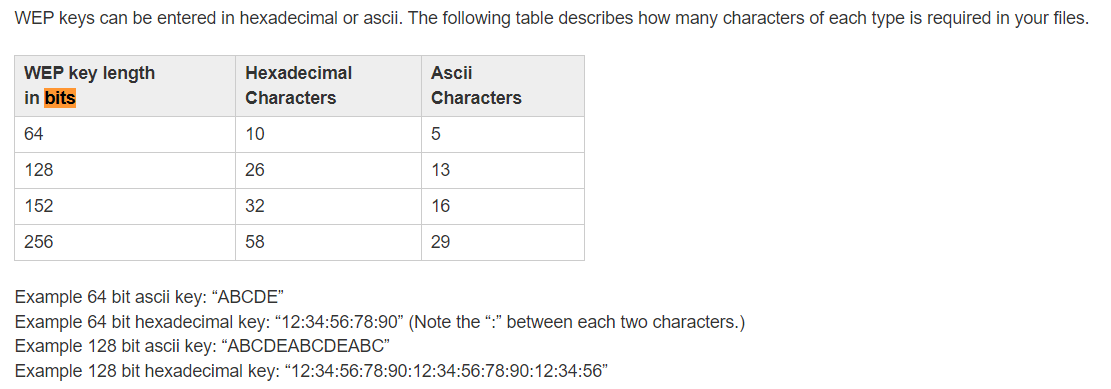 WEP keys can be entered in hexadecimal or ascii. The following table describes how many characters of each type is required in your files.
WEP key length in bits Hexadecimal Characters Ascii Characters
64 10 5
128 26 13
152 32 16
256 58 29
Example 64 bit ascii key: “ABCDE”
Example 64 bit hexadecimal key: “12:34:56:78:90” (Note the “:” between each two characters.)
Example 128 bit ascii key: “ABCDEABCDEABC”
Example 128 bit hexadecimal key: “12:34:56:78:90:12:34:56:78:90:12:34:56”